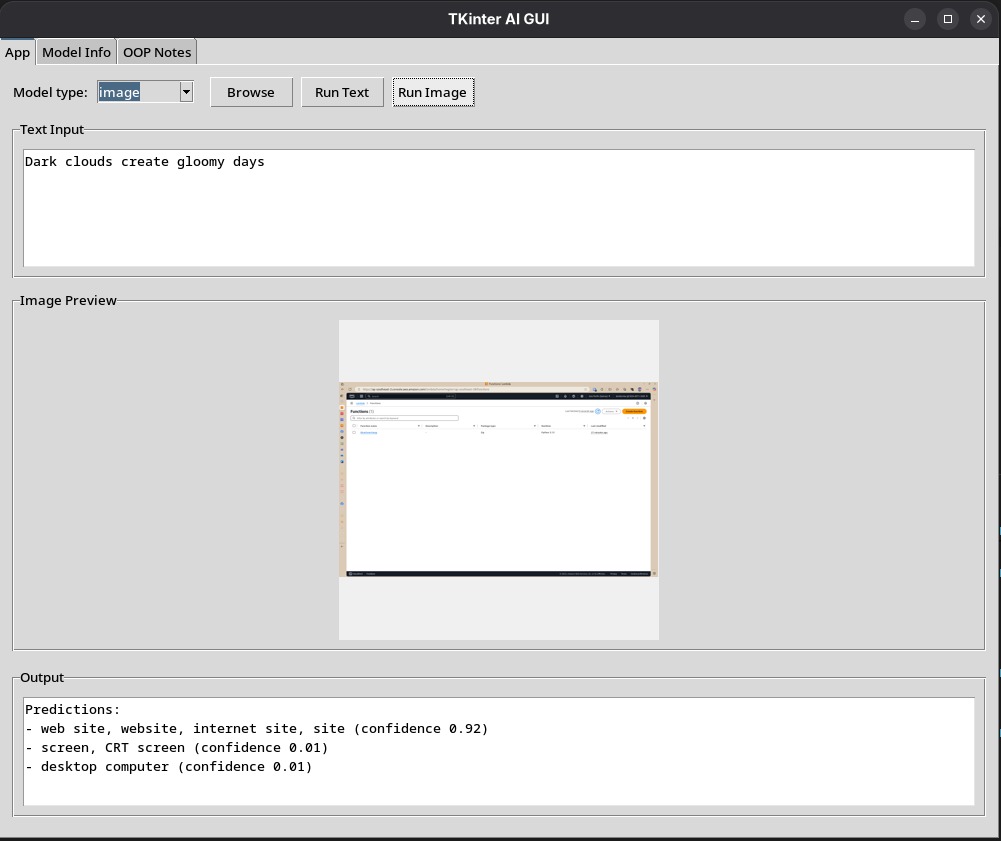 TKinter AI GUI
App Model Info OOP Notes
Model type: image Browse Run Text Run Image
Text Input
Dark clouds create gloomy days
Image Preview
Functions
Output
Predictions:
- web site, website, internet site, site (confidence 0.92)
- screen, CRT screen (confidence 0.01)
- desktop computer (confidence 0.01)